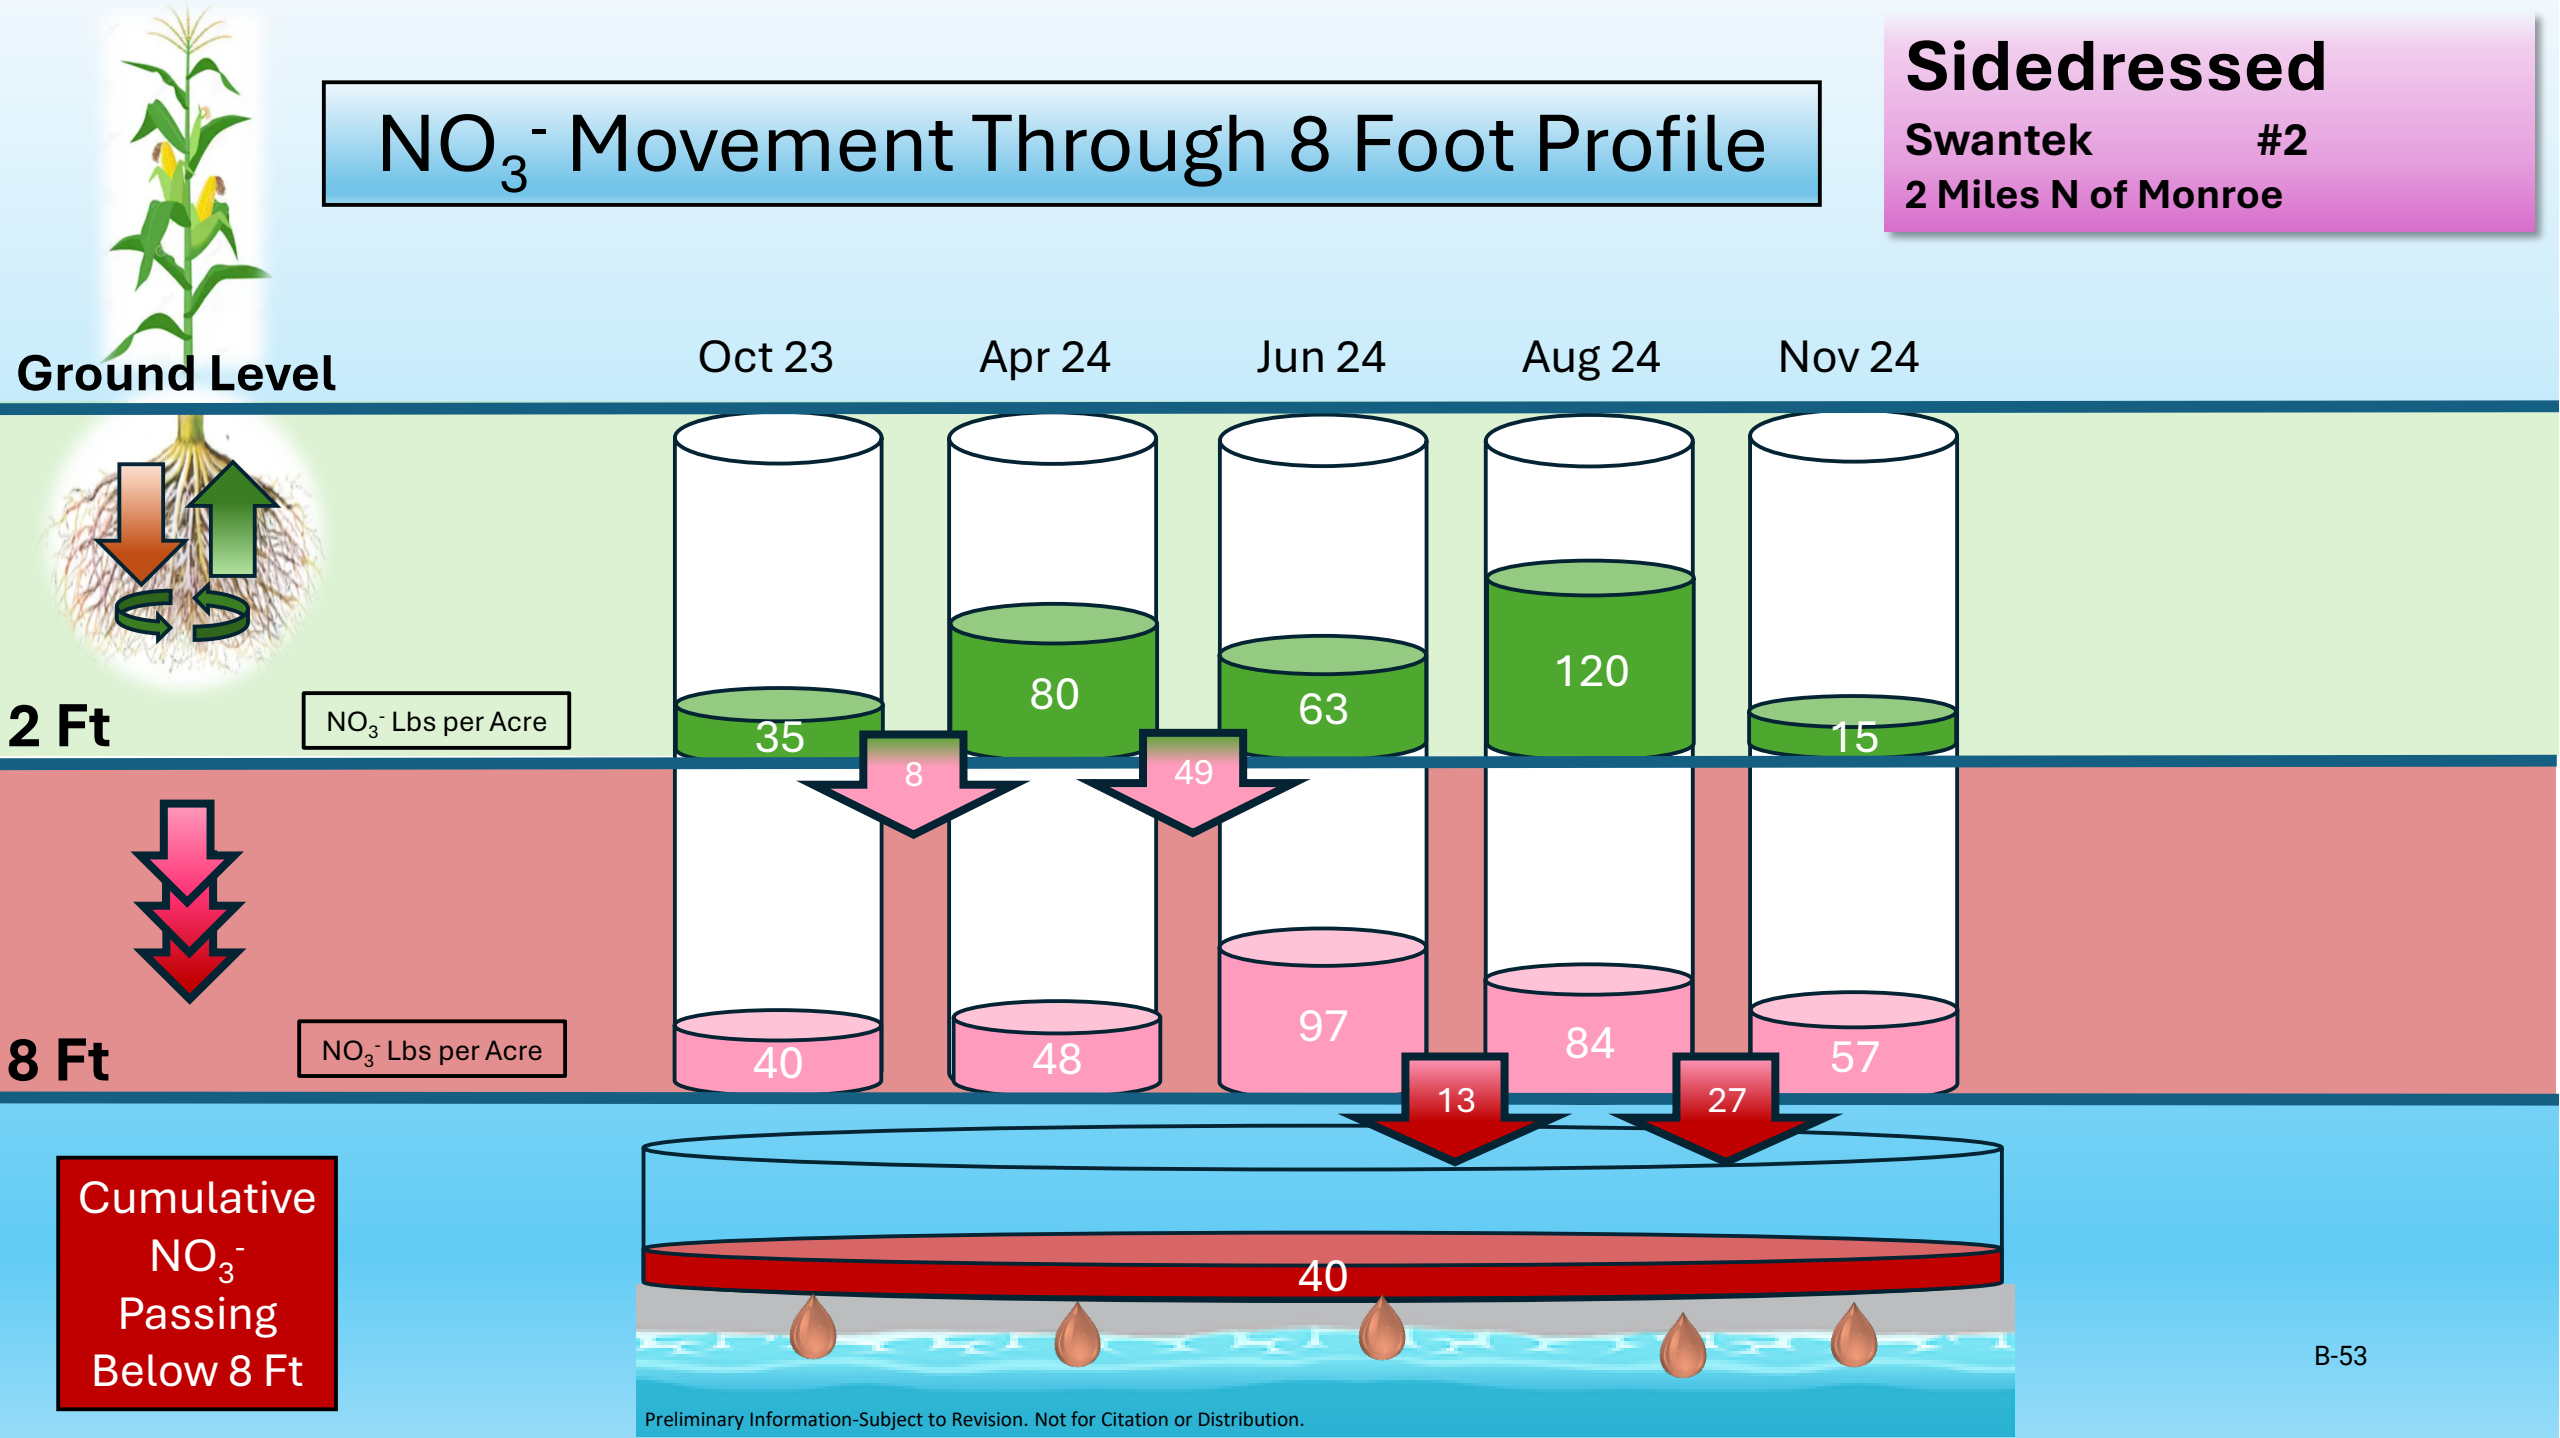 NO₃⁻ Movement Through 8 Foot Profile
Sidedressed
Swantek #2
2 Miles N of Monroe
Ground Level
Oct 23 Apr 24 Jun 24 Aug 24 Nov 24
35 80 63 120 15
2 Ft
NO₃⁻ Lbs per Acre
8 49
40 48 97 84 57
8 Ft
NO₃⁻ Lbs per Acre
13 27
Cumulative
NO₃⁻
Passing
Below 8 Ft
40
B-53
Preliminary Information-Subject to Revision. Not for Citation or Distribution.